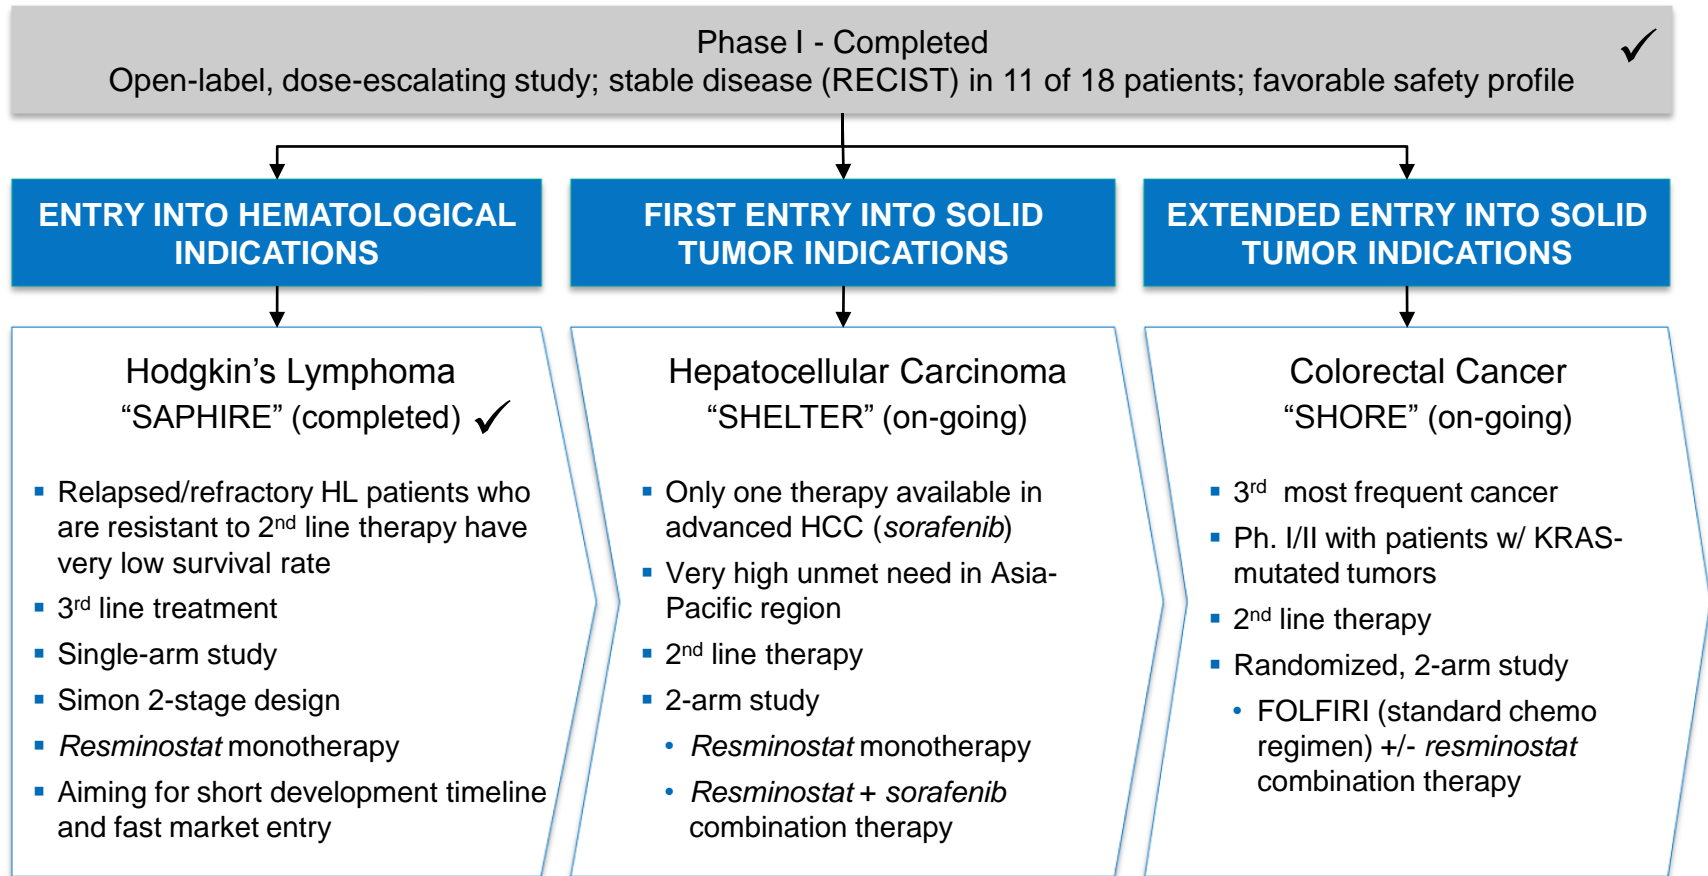 Phase I - Completed
Open-label, dose-escalating study; stable disease (RECIST) in 11 of 18 patients; favorable safety profile
ENTRY INTO HEMATOLOGICAL
INDICATIONS
Hodgkin's Lymphoma
“SAPHIRE” (completed) ✓
▪ Relapsed/refractory HL patients who
are resistant to 2nd line therapy have
very low survival rate
▪ 3rd line treatment
▪ Single-arm study
▪ Simon 2-stage design
▪ Resminostat monotherapy
▪ Aiming for short development timeline
and fast market entry
FIRST ENTRY INTO SOLID
TUMOR INDICATIONS
Hepatocellular Carcinoma
“SHELTER” (on-going)
▪ Only one therapy available in
advanced HCC (sorafenib)
▪ Very high unmet need in Asia-
Pacific region
▪ 2nd line therapy
▪ 2-arm study
• Resminostat monotherapy
• Resminostat + sorafenib
combination therapy
EXTENDED ENTRY INTO SOLID
TUMOR INDICATIONS
Colorectal Cancer
“SHORE” (on-going)
▪ 3rd most frequent cancer
▪ Ph. I/II with patients w/ KRAS-
mutated tumors
▪ 2nd line therapy
▪ Randomized, 2-arm study
• FOLFIRI (standard chemo
regimen) +/- resminostat
combination therapy